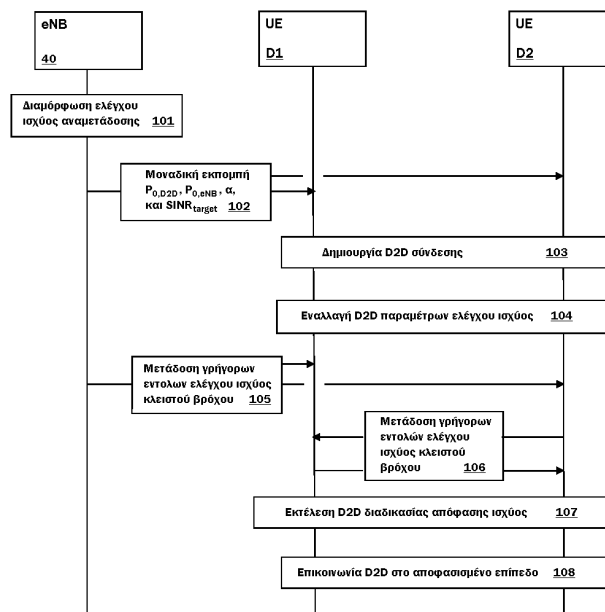 eNB
40
UE
D1
UE
D2
Διαμόρφωση ελέγχου
ισχύος αναμετάδοσης 101
Μοναδική εκπομπή
P0,D2D, P0,eNB, α,
και SINRtarget 102
Δημιουργία D2D σύνδεσης 103
Εναλλαγή D2D παραμέτρων ελέγχου ισχύος 104
Μετάδοση γρήγορων
εντολων ελέγχου ισχύος
κλειστού βρόχου 105
Μετάδοση γρήγορων
εντολών ελέγχου
ισχύος κλειστού
βρόχου 106
Εκτέλεση D2D διαδικασίας απόφασης ισχύος 107
Επικοινωνία D2D στο αποφασισμένο επίπεδο 108